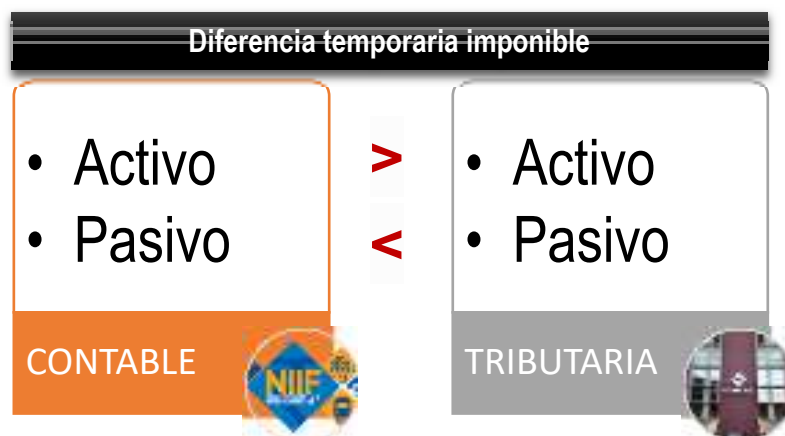 Diferencia temporaria imponible
• Activo > • Activo
• Pasivo < • Pasivo
CONTABLE
NIIF
TRIBUTARIA